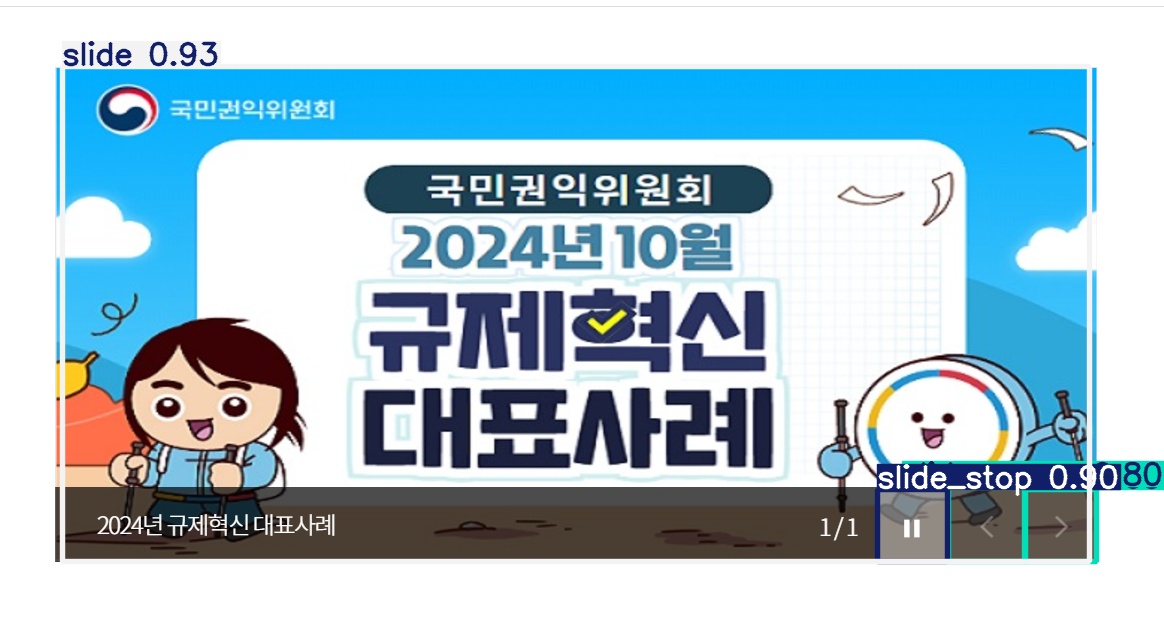 slide 0.93
국민권익위원회
국민권익위원회
2024년 10월
규제혁신
대표사례
slide_stop 0.90
80
2024년 규제혁신 대표사례
1/1